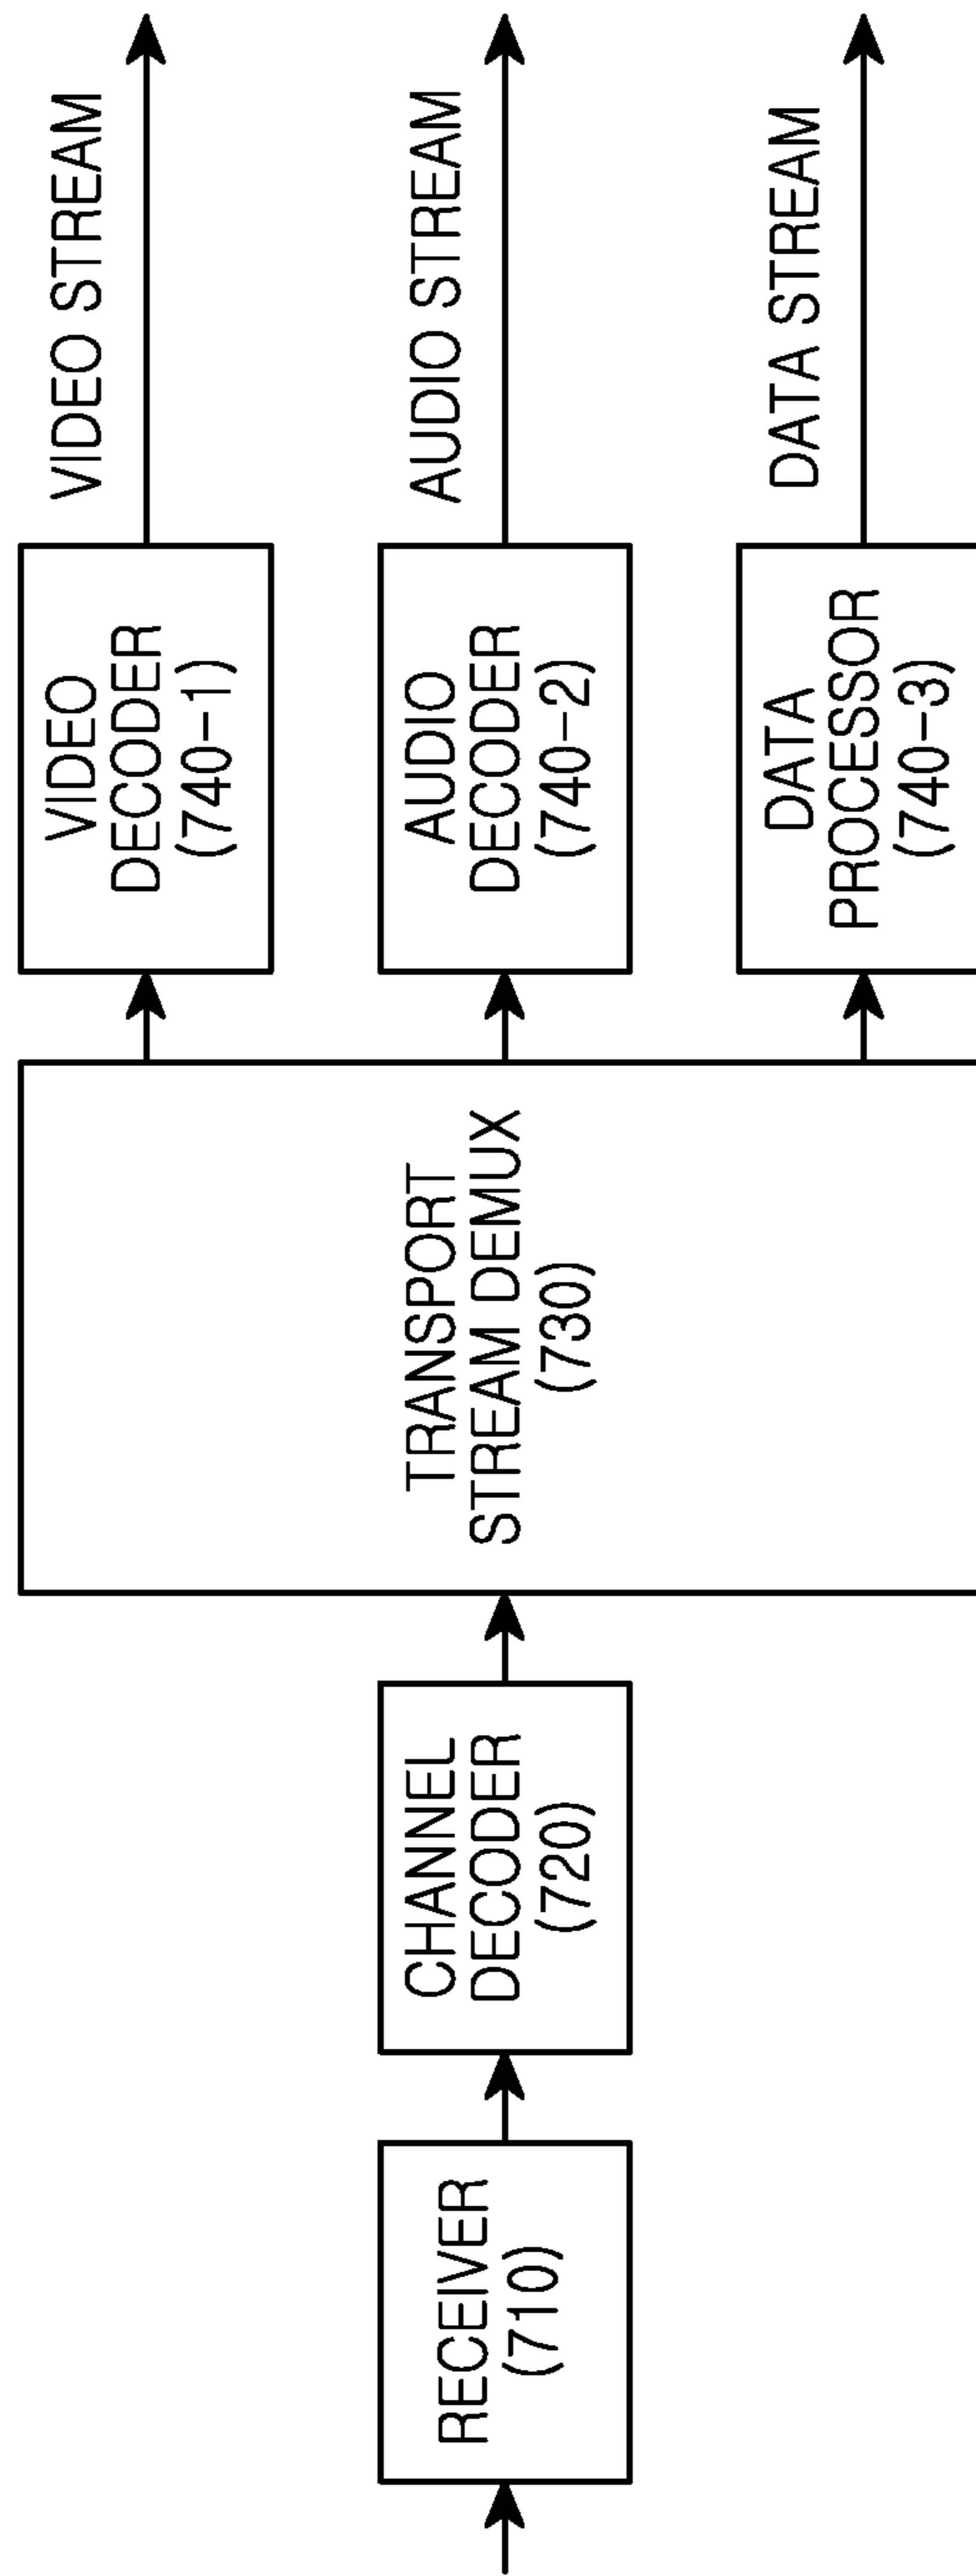 RECEIVER
(710)
CHANNEL
DECODER
(720)
TRANSPORT
STREAM DEMUX
(730)
VIDEO
DECODER
(740-1)
VIDEO STREAM
AUDIO
DECODER
(740-2)
AUDIO STREAM
DATA
PROCESSOR
(740-3)
DATA STREAM